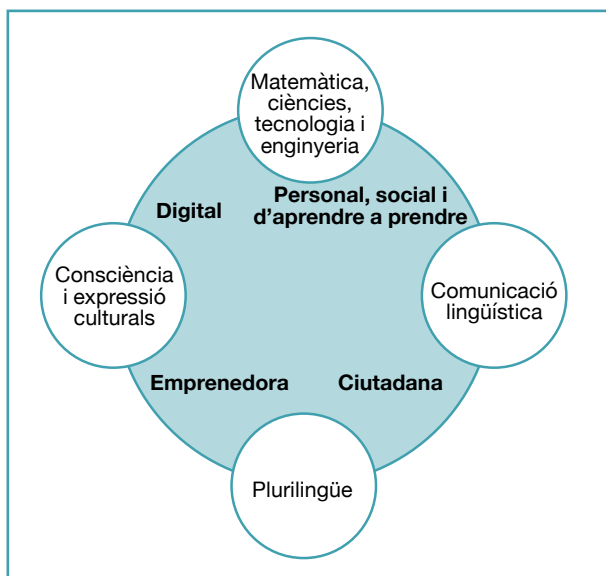 Matemàtica,
ciències,
tecnologia i
enginyeria
Digital
Personal, social i
d’aprendre a prendre
Consciència
i expressió
culturals
Comunicació
lingüística
Emprenedora
Ciutadana
Plurilingüe